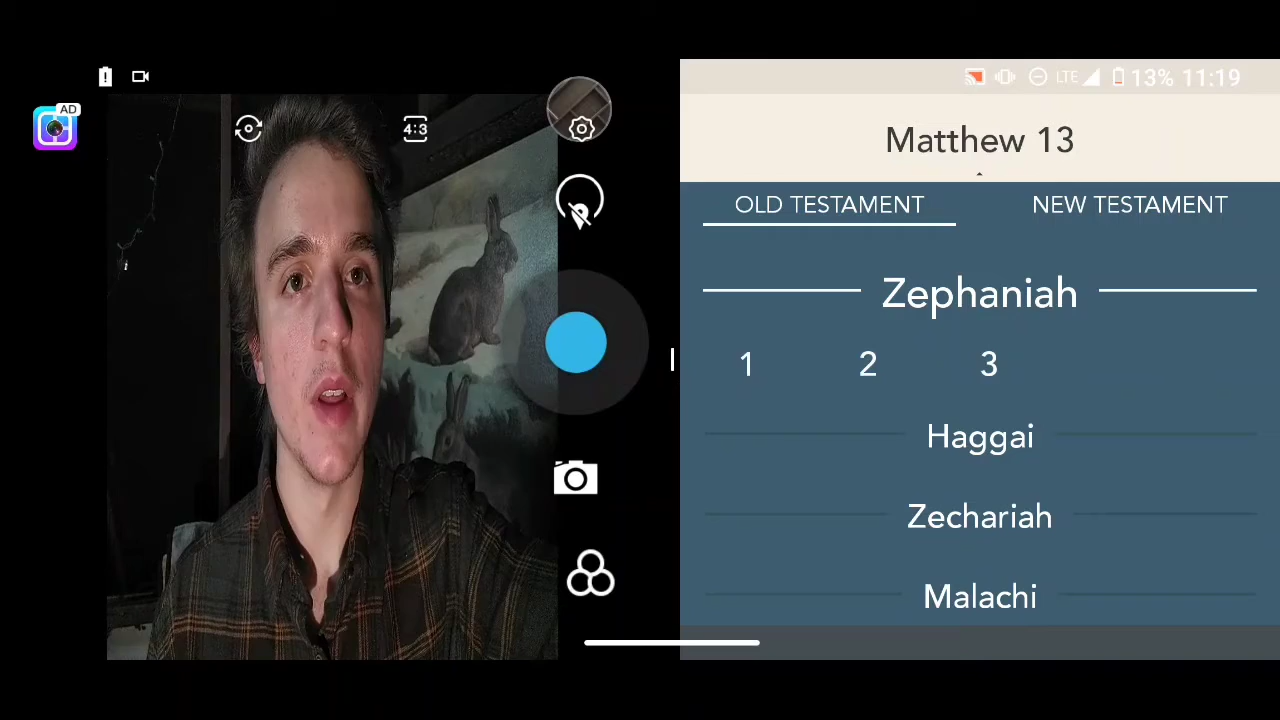 AD
4:3
LTE 13% 11:19
Matthew 13
OLD TESTAMENT NEW TESTAMENT
Zephaniah
1 2 3
Haggai
Zechariah
Malachi